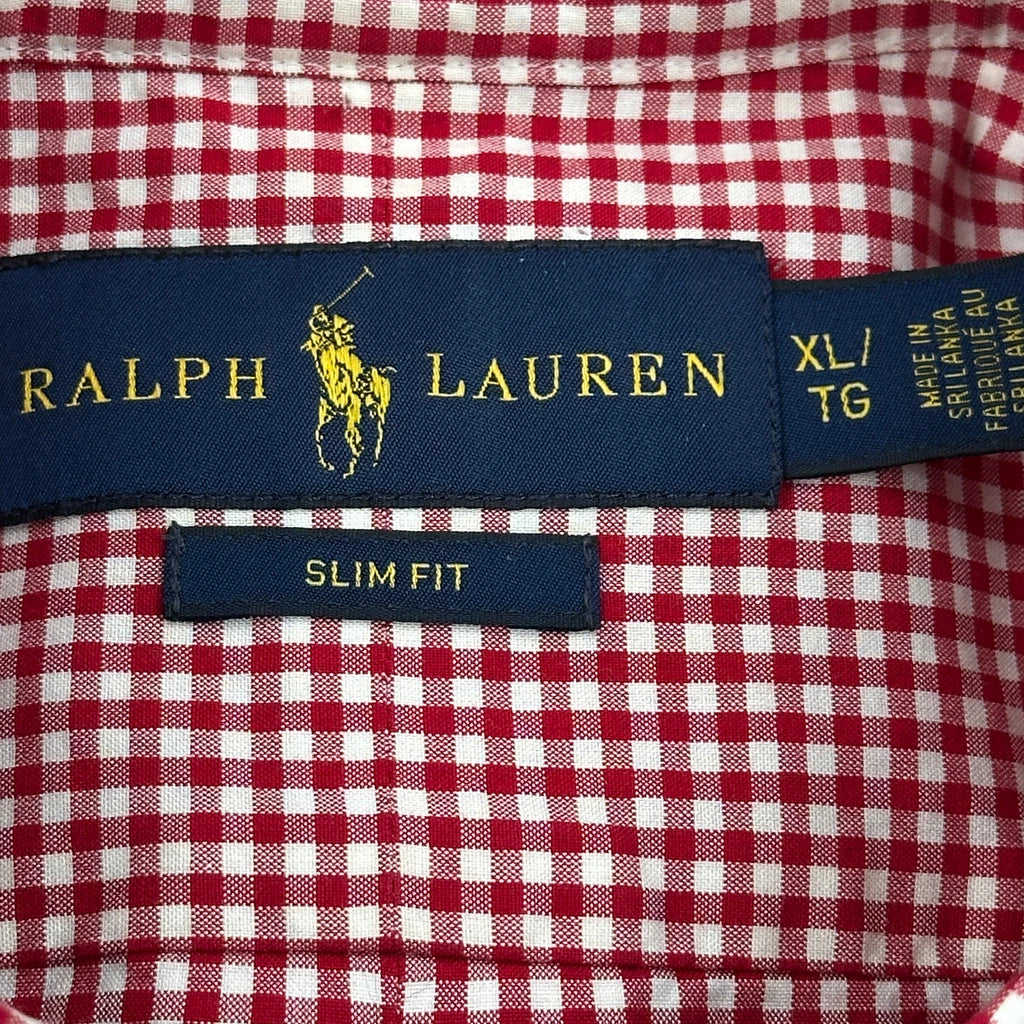 RALPH LAUREN
XL/
TG
MADE IN
SRI LANKA
FABRIQUÉ AU
SRI LANKA
SLIM FIT